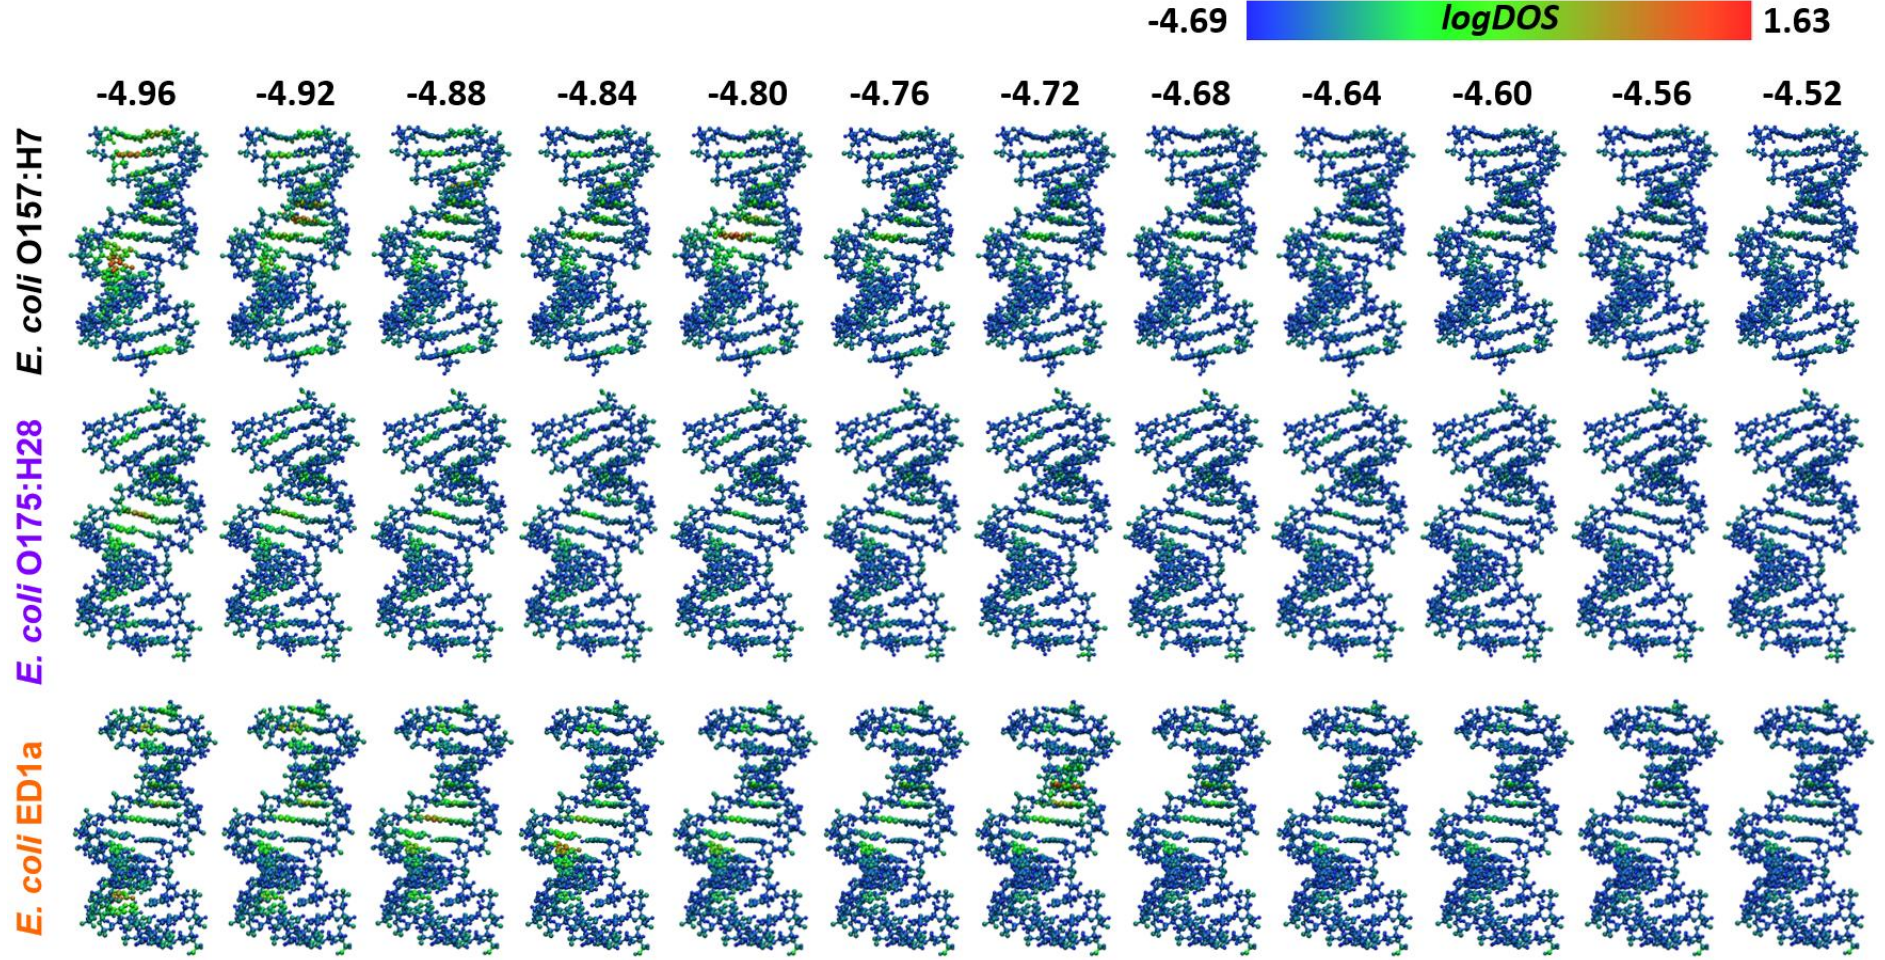 -4.69 logDOS 1.63
-4.96 -4.92 -4.88 -4.84 -4.80 -4.76 -4.72 -4.68 -4.64 -4.60 -4.56 -4.52
E. coli O157:H7
E. coli O175:H28
E. coli ED1a